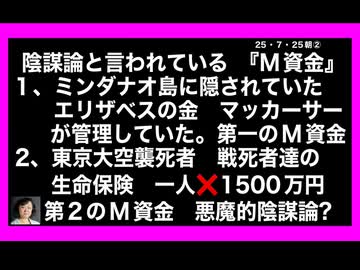 25・7・25朝②
陰謀論と言われている 『M資金』
1、ミンダナオ島に隠されていた
エリザベスの金 マッカーサー
が管理していた。第一のM資金
2、東京大空襲死者 戦死者達の
生命保険 一人❌1500万円
第2のM資金 悪魔的陰謀論?